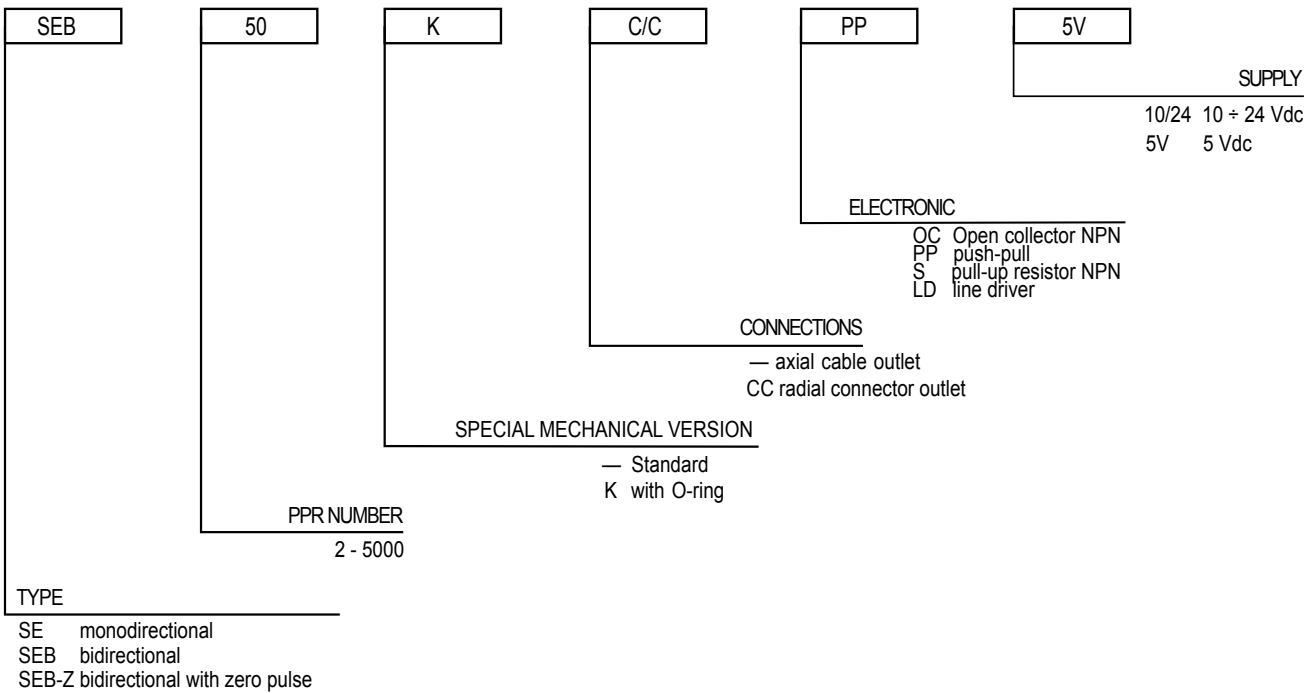 SEB 50 K C/C PP 5V
SUPPLY
10/24 10 ÷ 24 Vdc
5V 5 Vdc
ELECTRONIC
OC Open collector NPN
PP push-pull
S pull-up resistor NPN
LD line driver
CONNECTIONS
— axial cable outlet
CC radial connector outlet
SPECIAL MECHANICAL VERSION
— Standard
K with O-ring
PPR NUMBER
2 - 5000
TYPE
SE monodirectional
SEB bidirectional
SEB-Z bidirectional with zero pulse